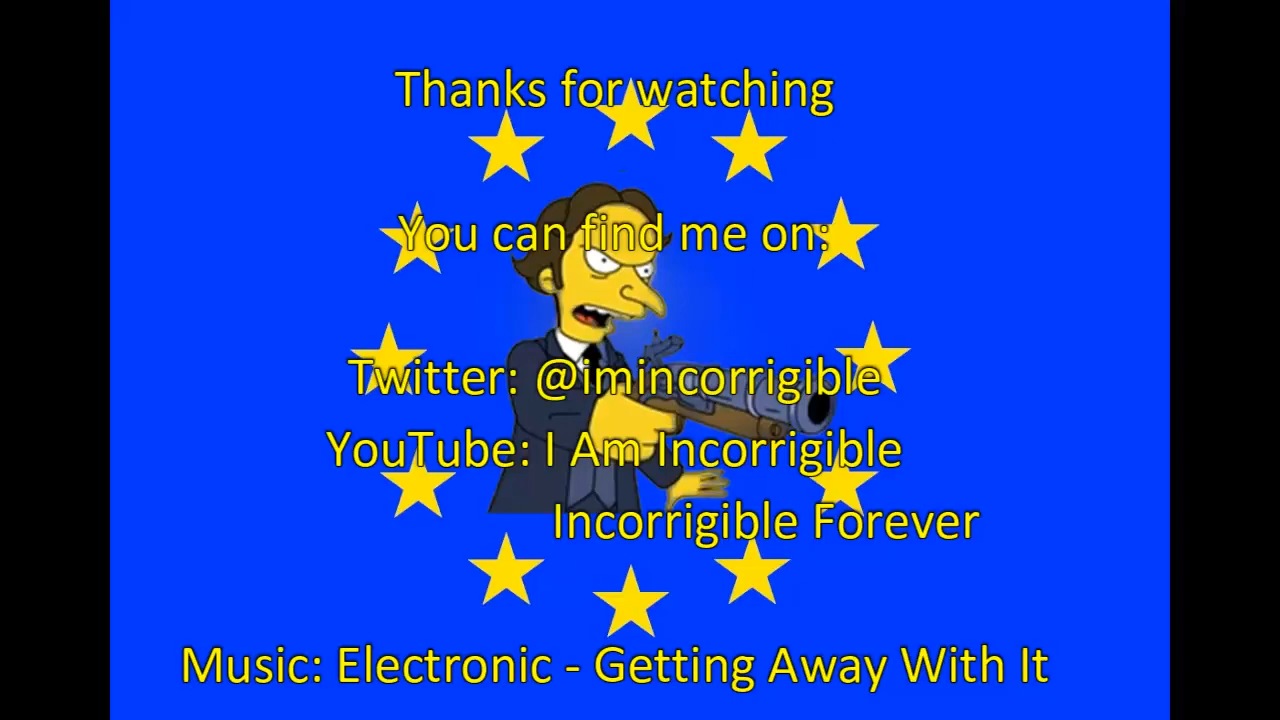 Thanks for watching
You can find me on:
Twitter: @imincorrigible
YouTube: I Am Incorrigible
Incorrigible Forever
Music: Electronic - Getting Away With It